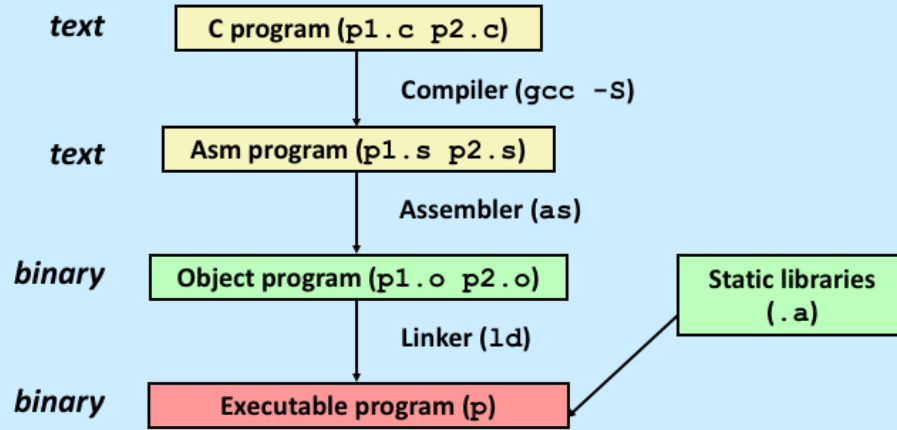 text
C program (p1.c p2.c)
Compiler (gcc -S)
text
Asm program (p1.s p2.s)
Assembler (as)
binary
Object program (p1.o p2.o)
Static libraries
(.a)
Linker (ld)
binary
Executable program (p)